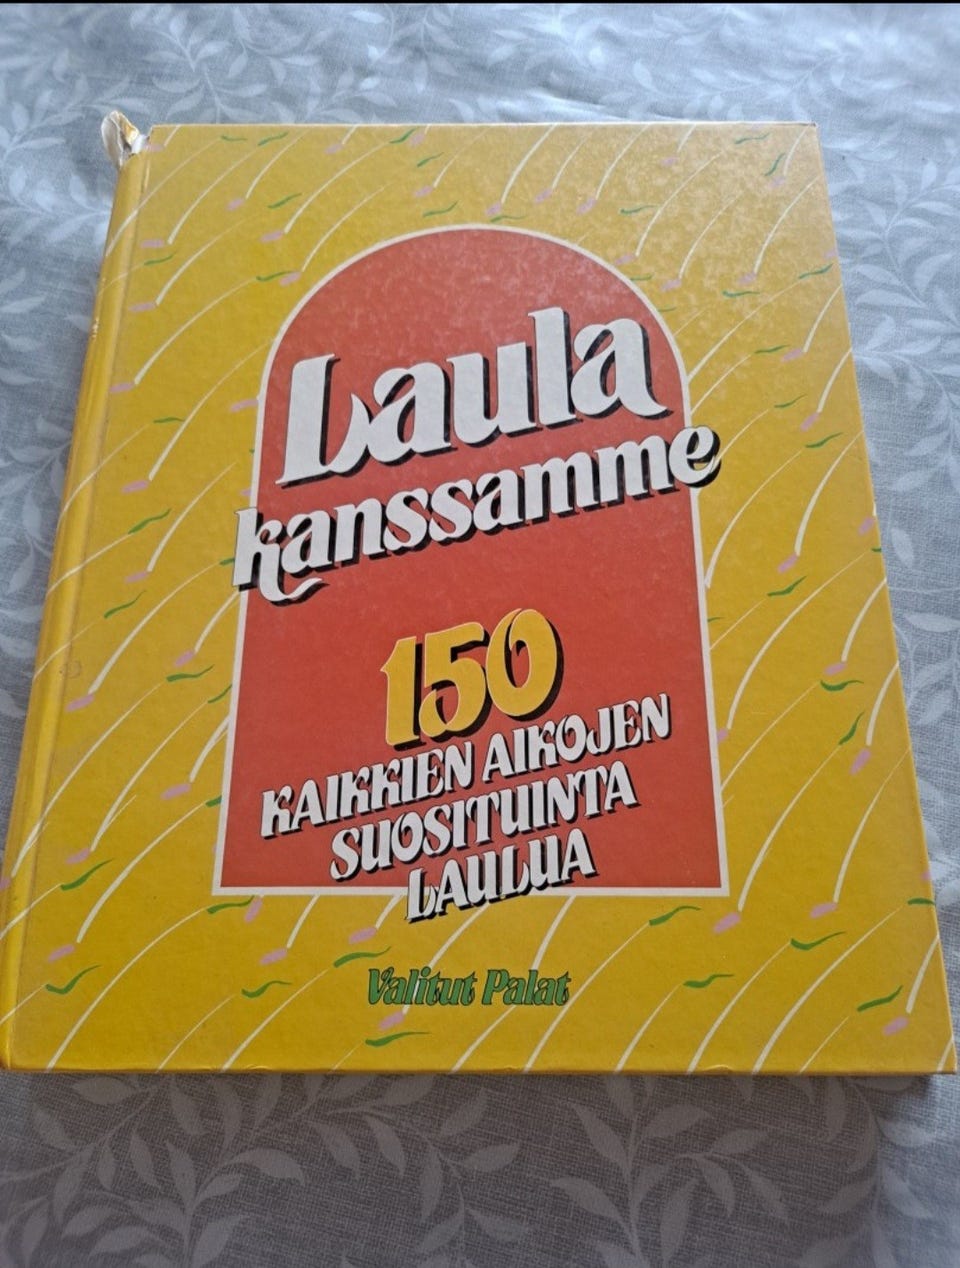 Laula
kanssamme
150
KAIKKIEN AIKOJEN
SUOSITUINTA
LAULUA
Valitut Palat